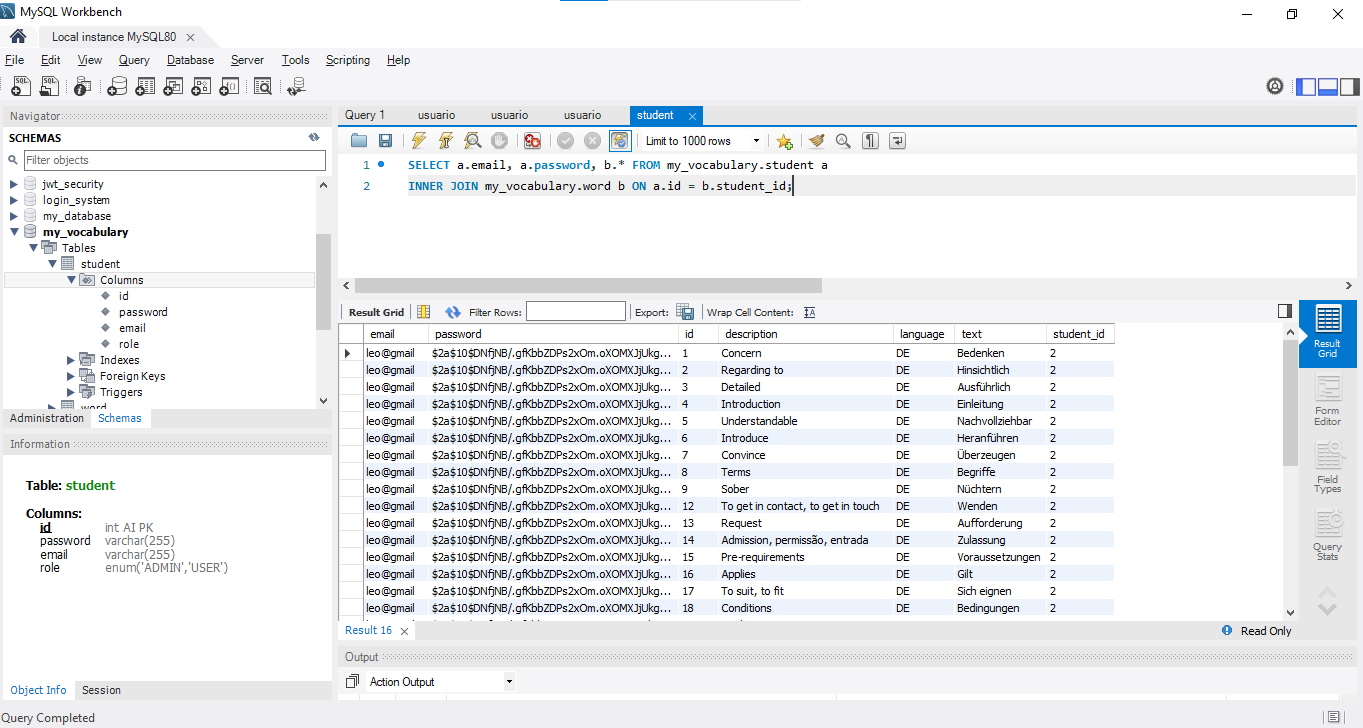 MySQL Workbench
Local instance MySQL80
File Edit View Query Database Server Tools Scripting Help
Navigator
SCHEMAS
Filter objects
jwt_security
login_system
my_database
my_vocabulary
Tables
student
Columns
id
password
email
role
Indexes
Foreign Keys
Triggers
word
Administration Schemas
Information
Table: student
Columns:
id int AI PK
password varchar(255)
email varchar(255)
role enum('ADMIN','USER')
Object Info Session
Query Completed
Query 1 usuario usuario usuario student
Limit to 1000 rows
1 SELECT a.email, a.password, b.* FROM my_vocabulary.student a
2 INNER JOIN my_vocabulary.word b ON a.id = b.student_id;
Result Grid Filter Rows: Export: Wrap Cell Content:
email password id description language text student_id
leo@gmail $2a$10$DNfjNB/.gfKbbZDPs2xOm.oXOMXJjUkg... 1 Concern DE Bedenken 2
leo@gmail $2a$10$DNfjNB/.gfKbbZDPs2xOm.oXOMXJjUkg... 2 Regarding to DE Hinsichtlich 2
leo@gmail $2a$10$DNfjNB/.gfKbbZDPs2xOm.oXOMXJjUkg... 3 Detailed DE Ausführlich 2
leo@gmail $2a$10$DNfjNB/.gfKbbZDPs2xOm.oXOMXJjUkg... 4 Introduction DE Einleitung 2
leo@gmail $2a$10$DNfjNB/.gfKbbZDPs2xOm.oXOMXJjUkg... 5 Understandable DE Nachvollziehbar 2
leo@gmail $2a$10$DNfjNB/.gfKbbZDPs2xOm.oXOMXJjUkg... 6 Introduce DE Heranführen 2
leo@gmail $2a$10$DNfjNB/.gfKbbZDPs2xOm.oXOMXJjUkg... 7 Convince DE Überzeugen 2
leo@gmail $2a$10$DNfjNB/.gfKbbZDPs2xOm.oXOMXJjUkg... 8 Terms DE Begriffe 2
leo@gmail $2a$10$DNfjNB/.gfKbbZDPs2xOm.oXOMXJjUkg... 9 Sober DE Nüchtern 2
leo@gmail $2a$10$DNfjNB/.gfKbbZDPs2xOm.oXOMXJjUkg... 12 To get in contact, to get in touch DE Wenden 2
leo@gmail $2a$10$DNfjNB/.gfKbbZDPs2xOm.oXOMXJjUkg... 13 Request DE Aufforderung 2
leo@gmail $2a$10$DNfjNB/.gfKbbZDPs2xOm.oXOMXJjUkg... 14 Admission, permissão, entrada DE Zulassung 2
leo@gmail $2a$10$DNfjNB/.gfKbbZDPs2xOm.oXOMXJjUkg... 15 Pre-requirements DE Voraussetzungen 2
leo@gmail $2a$10$DNfjNB/.gfKbbZDPs2xOm.oXOMXJjUkg... 16 Applies DE Gilt 2
leo@gmail $2a$10$DNfjNB/.gfKbbZDPs2xOm.oXOMXJjUkg... 17 To suit, to fit DE Sich eignen 2
leo@gmail $2a$10$DNfjNB/.gfKbbZDPs2xOm.oXOMXJjUkg... 18 Conditions DE Bedingungen 2
Result 16
Read Only
Result
Grid
Form
Editor
Field
Types
Query
Stats
Output
Action Output